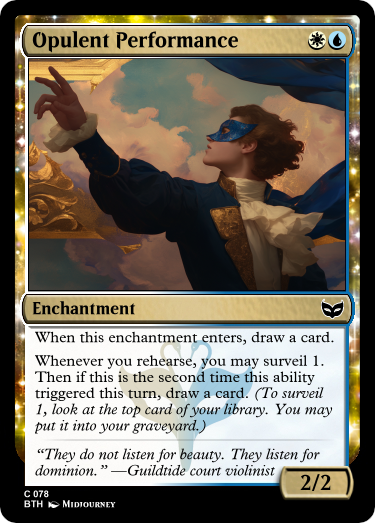 Opulent Performance
Enchantment
When this enchantment enters, draw a card.
Whenever you rehearse, you may surveil 1.
Then if this is the second time this ability
triggered this turn, draw a card. (To surveil
1, look at the top card of your library. You may
put it into your graveyard.)
“They do not listen for beauty. They listen for
dominion.” —Guildtide court violinist
2/2
C 078
BTH Midjourney